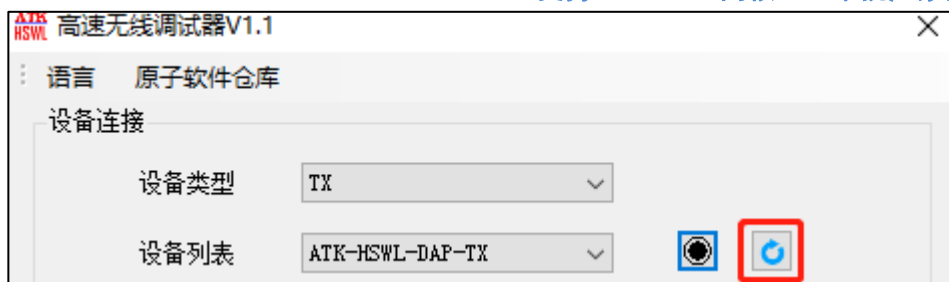 ATK
HSWL 高速无线调试器V1.1
语言 原子软件仓库
设备连接
设备类型 TX
设备列表 ATK-HSWL-DAP-TX